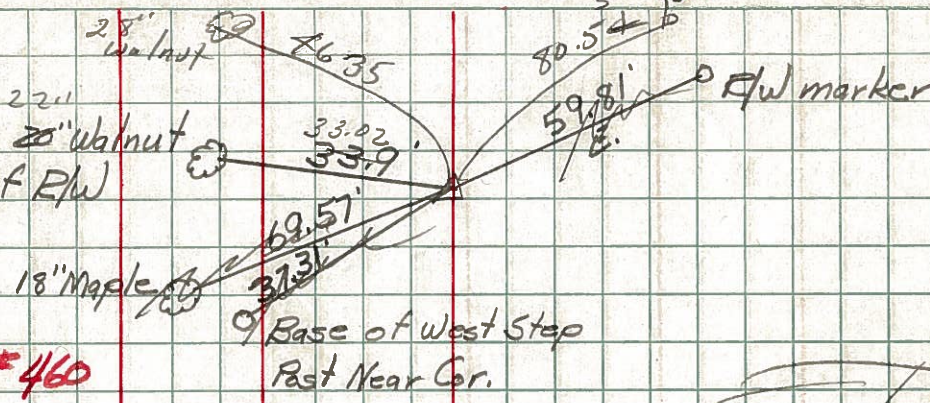 28"
walnut
46.35
80.54
22"
20" Walnut
f R/W
33.02
33.9'
59.81'
R/W marker
69.57'
37.31'
18" Maple
Base of West Step
Post Near Cor.
#460